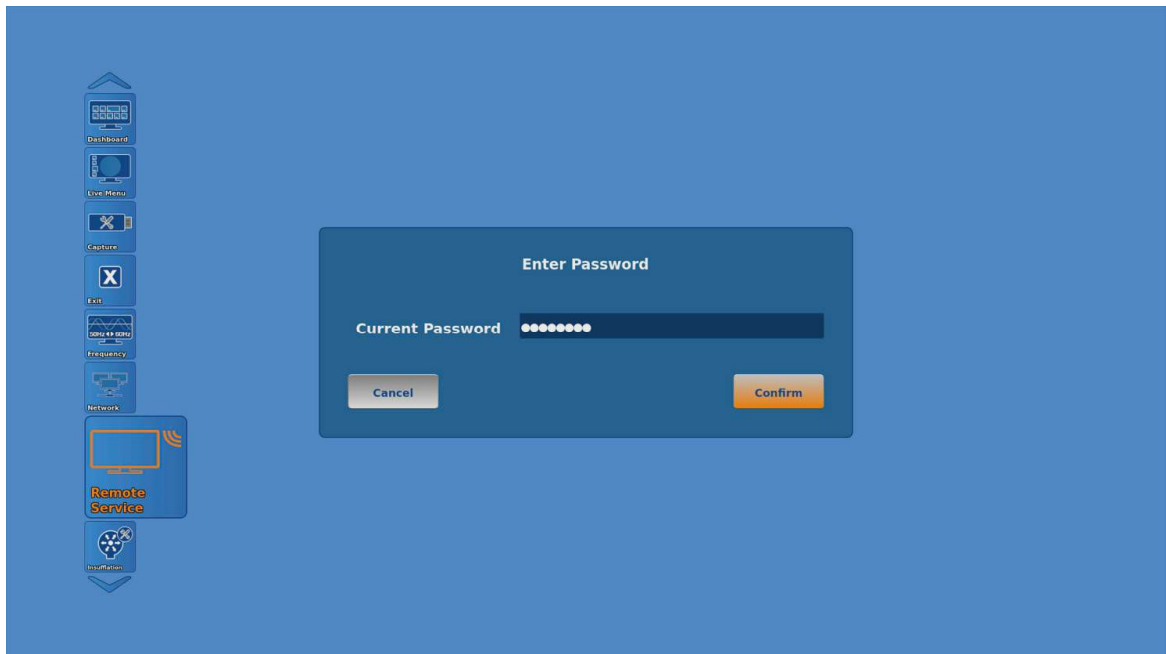 Dashboard
Live Menu
Capture
X
Exit
50Hz 60Hz
Frequency
Network
Remote
Service
Insufflation
Enter Password
Current Password ●●●●●●●●
Cancel Confirm